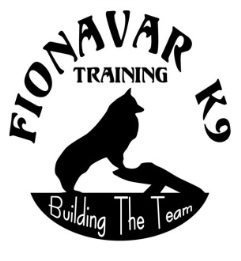 FIONAVAR K9
TRAINING
Building The Team